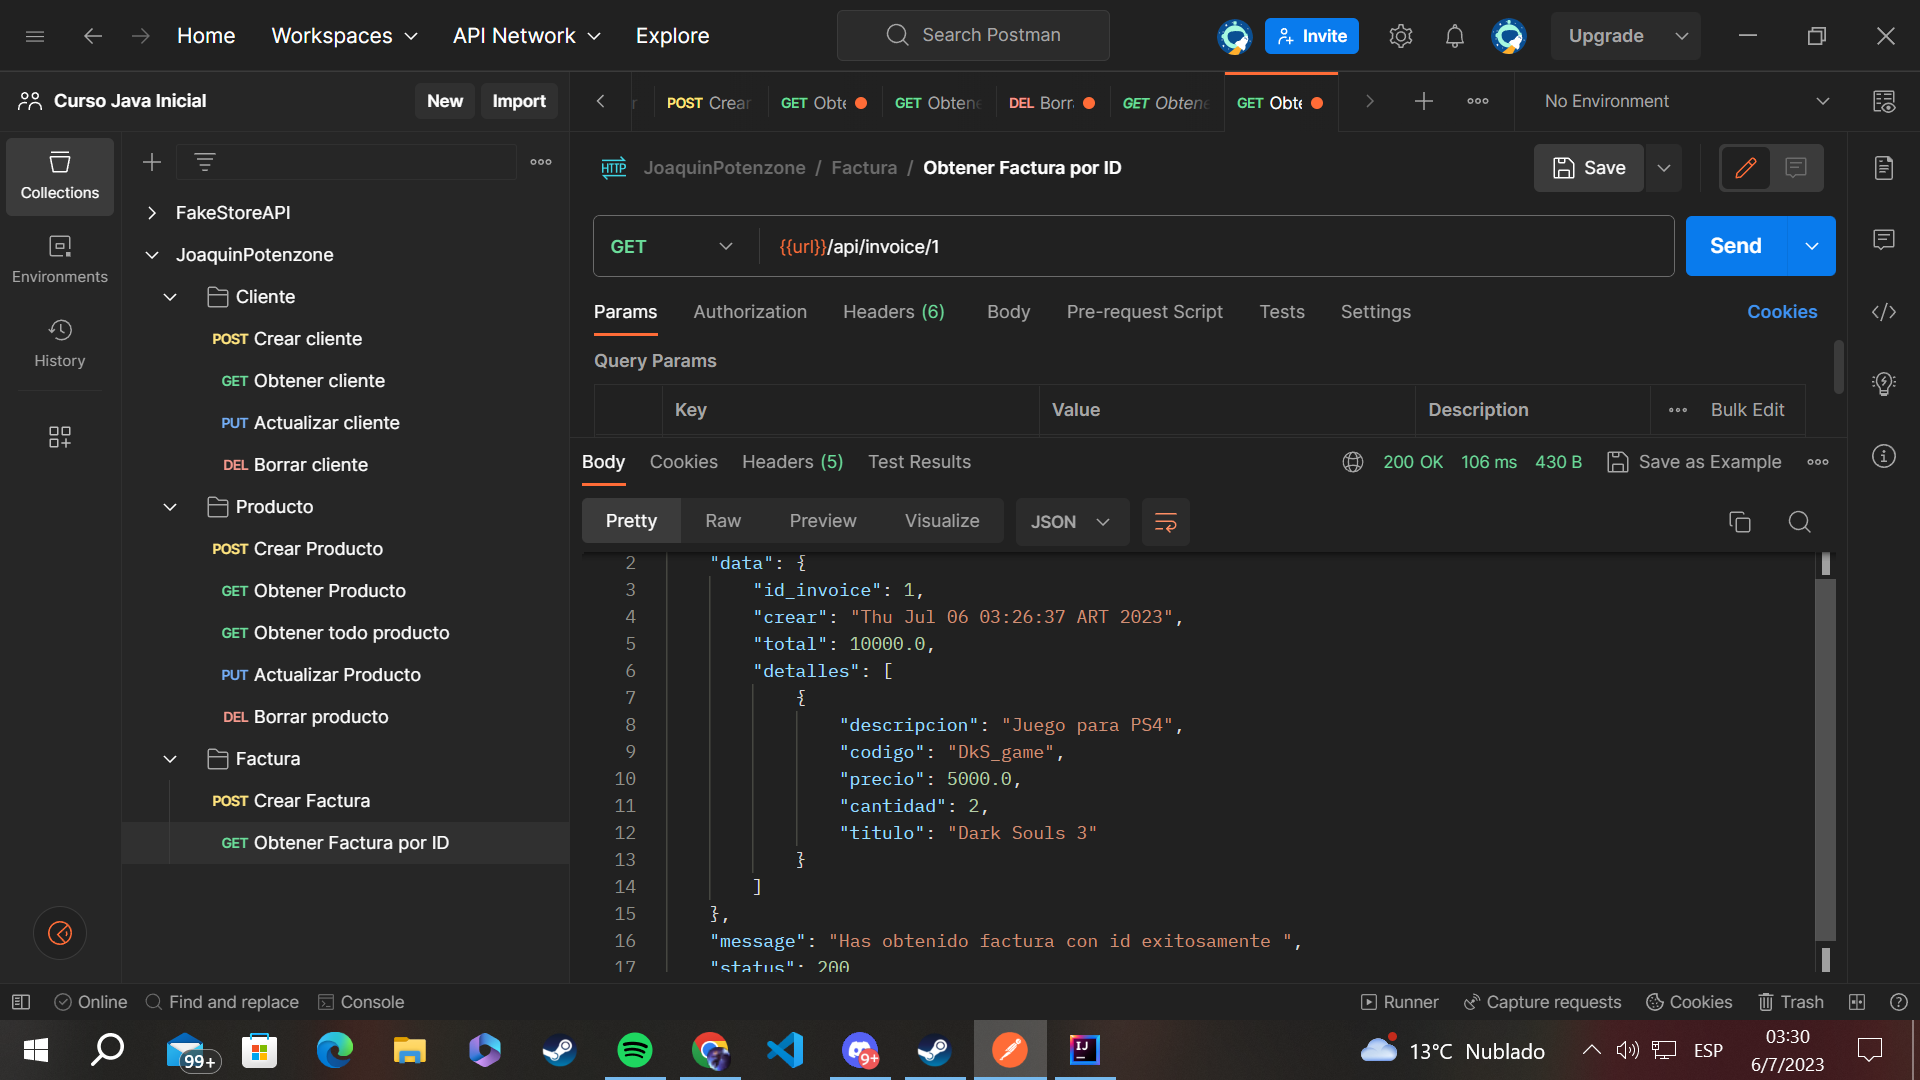 Home
Workspaces
API Network
Explore
Search Postman
Invite
Upgrade
Curso Java Inicial
New
Import
POST Crear
GET Obte
GET Obtene
DEL Borr
GET Obtene
GET Obte
No Environment
Collections
Environments
History
FakeStoreAPI
JoaquinPotenzone
Cliente
POST Crear cliente
GET Obtener cliente
PUT Actualizar cliente
DEL Borrar cliente
Producto
POST Crear Producto
GET Obtener Producto
GET Obtener todo producto
PUT Actualizar Producto
DEL Borrar producto
Factura
POST Crear Factura
GET Obtener Factura por ID
HTTP JoaquinPotenzone / Factura / Obtener Factura por ID
Save
GET
{{url}}/api/invoice/1
Send
Params
Authorization
Headers (6)
Body
Pre-request Script
Tests
Settings
Cookies
Query Params
Key
Value
Description
Bulk Edit
Body
Cookies
Headers (5)
Test Results
200 OK
106 ms
430 B
Save as Example
Pretty
Raw
Preview
Visualize
JSON
2 "data": {
3 "id_invoice": 1,
4 "crear": "Thu Jul 06 03:26:37 ART 2023",
5 "total": 10000.0,
6 "detalles": [
7 {
8 "descripcion": "Juego para PS4",
9 "codigo": "DkS_game",
10 "precio": 5000.0,
11 "cantidad": 2,
12 "titulo": "Dark Souls 3"
13 }
14 ]
15 },
16 "message": "Has obtenido factura con id exitosamente ",
17 "status": 200
Online
Find and replace
Console
Runner
Capture requests
Cookies
Trash
99+
9+
IJ
13°C Nublado
ESP
03:30
6/7/2023